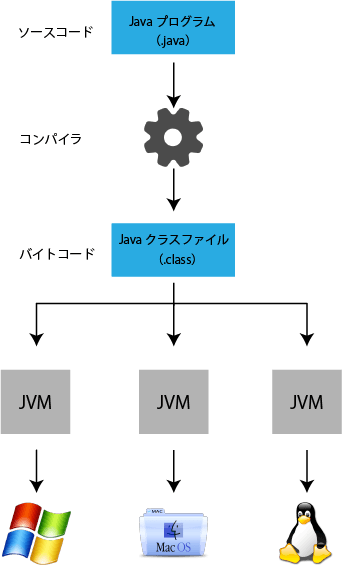 ソースコード
Java プログラム
（.java）
コンパイラ
バイトコード
Java クラスファイル
（.class）
JVM
JVM
JVM
MAC
Mac OS